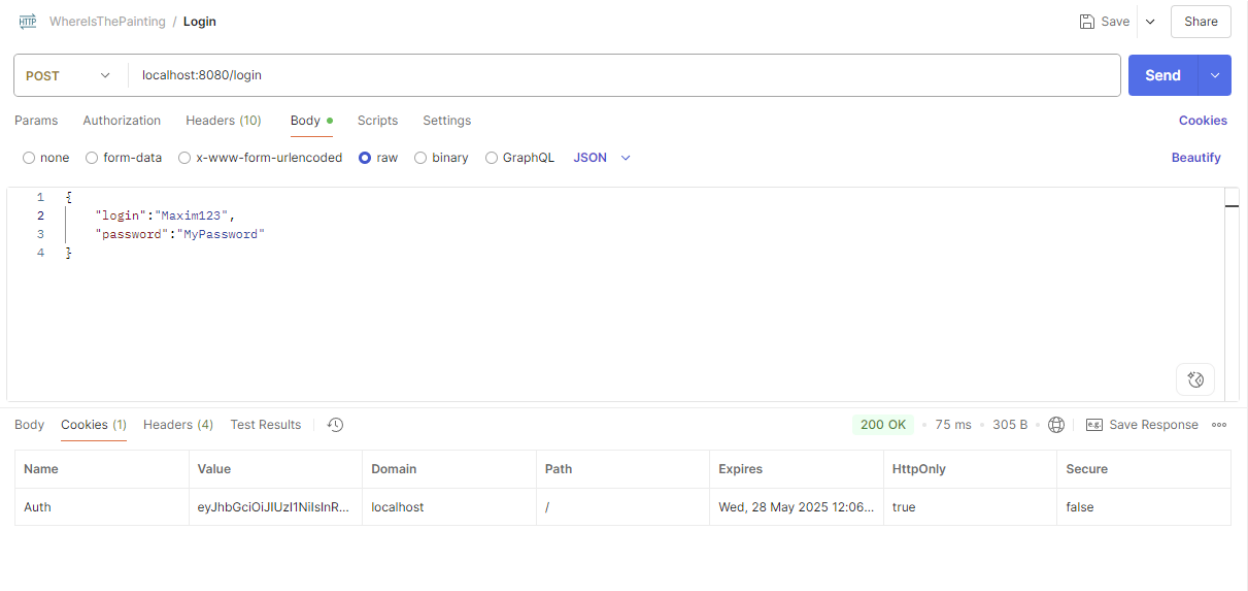 HTTP WhereIsThePainting / Login Save Share
POST localhost:8080/login Send
Params Authorization Headers (10) Body Scripts Settings Cookies
none form-data x-www-form-urlencoded raw binary GraphQL JSON Beautify
1 {
2 "login":"Maxim123",
3 "password":"MyPassword"
4 }
Body Cookies (1) Headers (4) Test Results 200 OK 75 ms 305 B e.g. Save Response
Name Value Domain Path Expires HttpOnly Secure
Auth eyJhbGciOiJIUzI1NiIsInR... localhost / Wed, 28 May 2025 12:06... true false